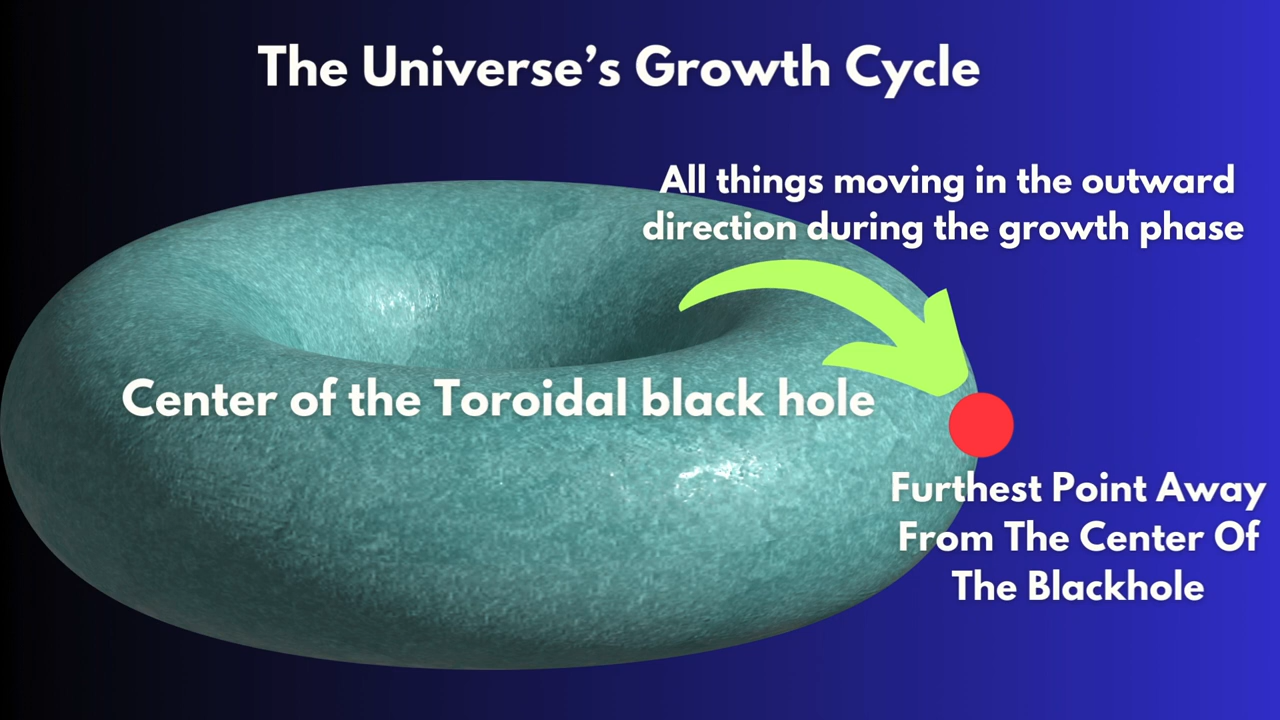 The Universe’s Growth Cycle
All things moving in the outward
direction during the growth phase
Center of the Toroidal black hole
Furthest Point Away
From The Center Of
The Blackhole